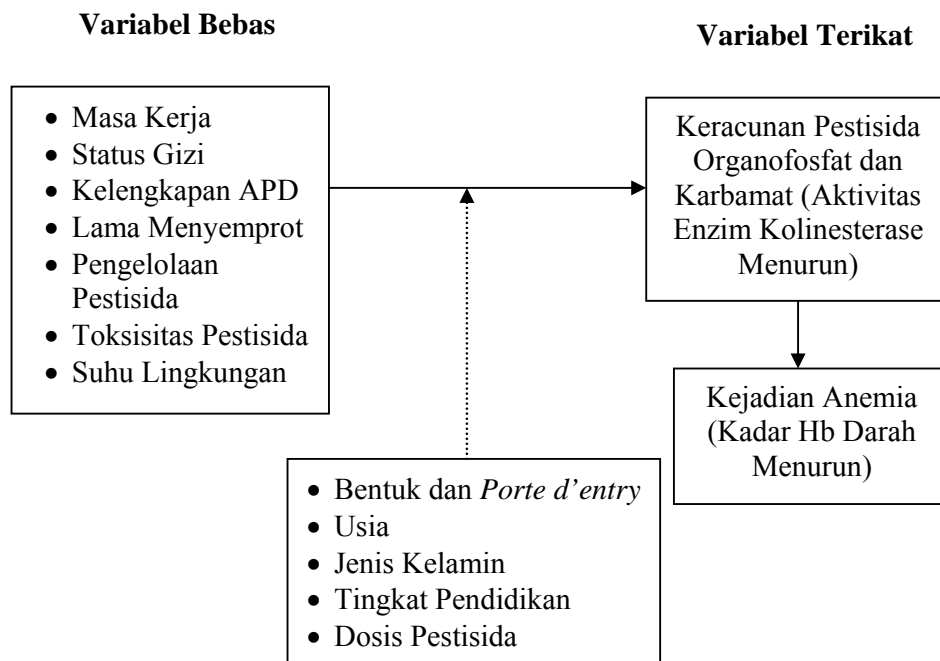 Variabel Bebas
Variabel Terikat
• Masa Kerja
• Status Gizi
• Kelengkapan APD
• Lama Menyemprot
• Pengelolaan
Pestisida
• Toksisitas Pestisida
• Suhu Lingkungan
Keracunan Pestisida
Organofosfat dan
Karbamat (Aktivitas
Enzim Kolinesterase
Menurun)
Kejadian Anemia
(Kadar Hb Darah
Menurun)
• Bentuk dan Porte d’entry
• Usia
• Jenis Kelamin
• Tingkat Pendidikan
• Dosis Pestisida